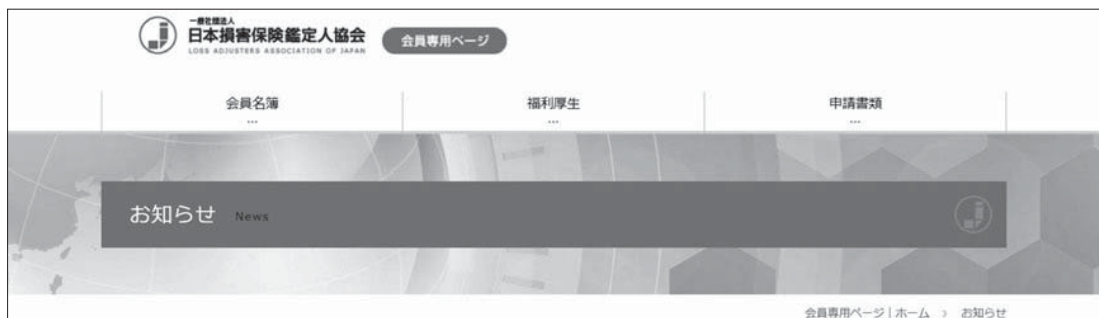 一般社団法人
日本損害保険鑑定人協会
LOSS ADJUSTERS ASSOCIATION OF JAPAN
会員専用ページ
会員名簿
福利厚生
申請書類
お知らせ News
会員専用ページ | ホーム > お知らせ